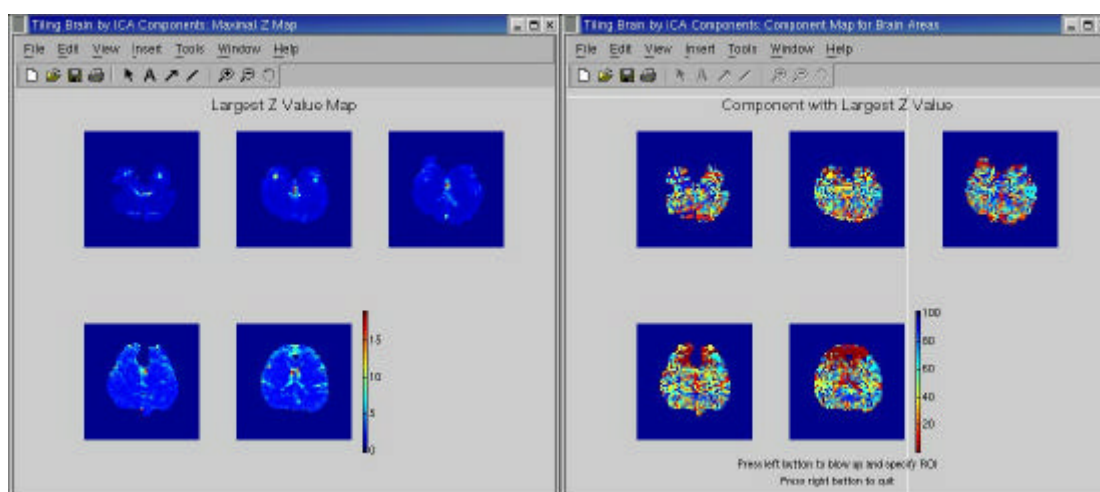 Tiling Brain by ICA Components: Maximal Z Map
File Edit View Insert Tools Window Help
A
Largest Z Value Map
15
10
5
0
Tiling Brain by ICA Components: Component Map for Brain Areas
File Edit View Insert Tools Window Help
A
Component with Largest Z Value
100
80
60
40
20
Press left button to blow up and specify ROI
Press right button to quit